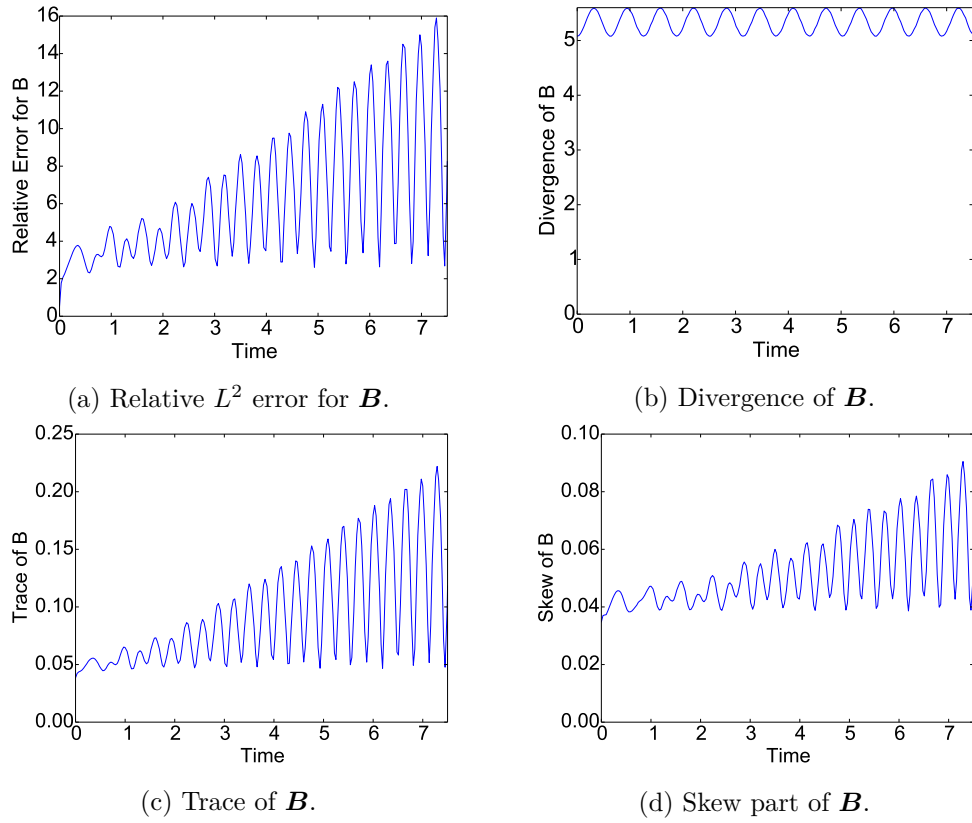 16
14
12
10
8
6
4
2
0
0 1 2 3 4 5 6 7
Relative Error for B
Time
(a) Relative L² error for B.
5
4
3
2
1
0
0 1 2 3 4 5 6 7
Divergence of B
Time
(b) Divergence of B.
0.25
0.20
0.15
0.10
0.05
0.00
0 1 2 3 4 5 6 7
Trace of B
Time
(c) Trace of B.
0.10
0.08
0.06
0.04
0.02
0.00
0 1 2 3 4 5 6 7
Skew of B
Time
(d) Skew part of B.